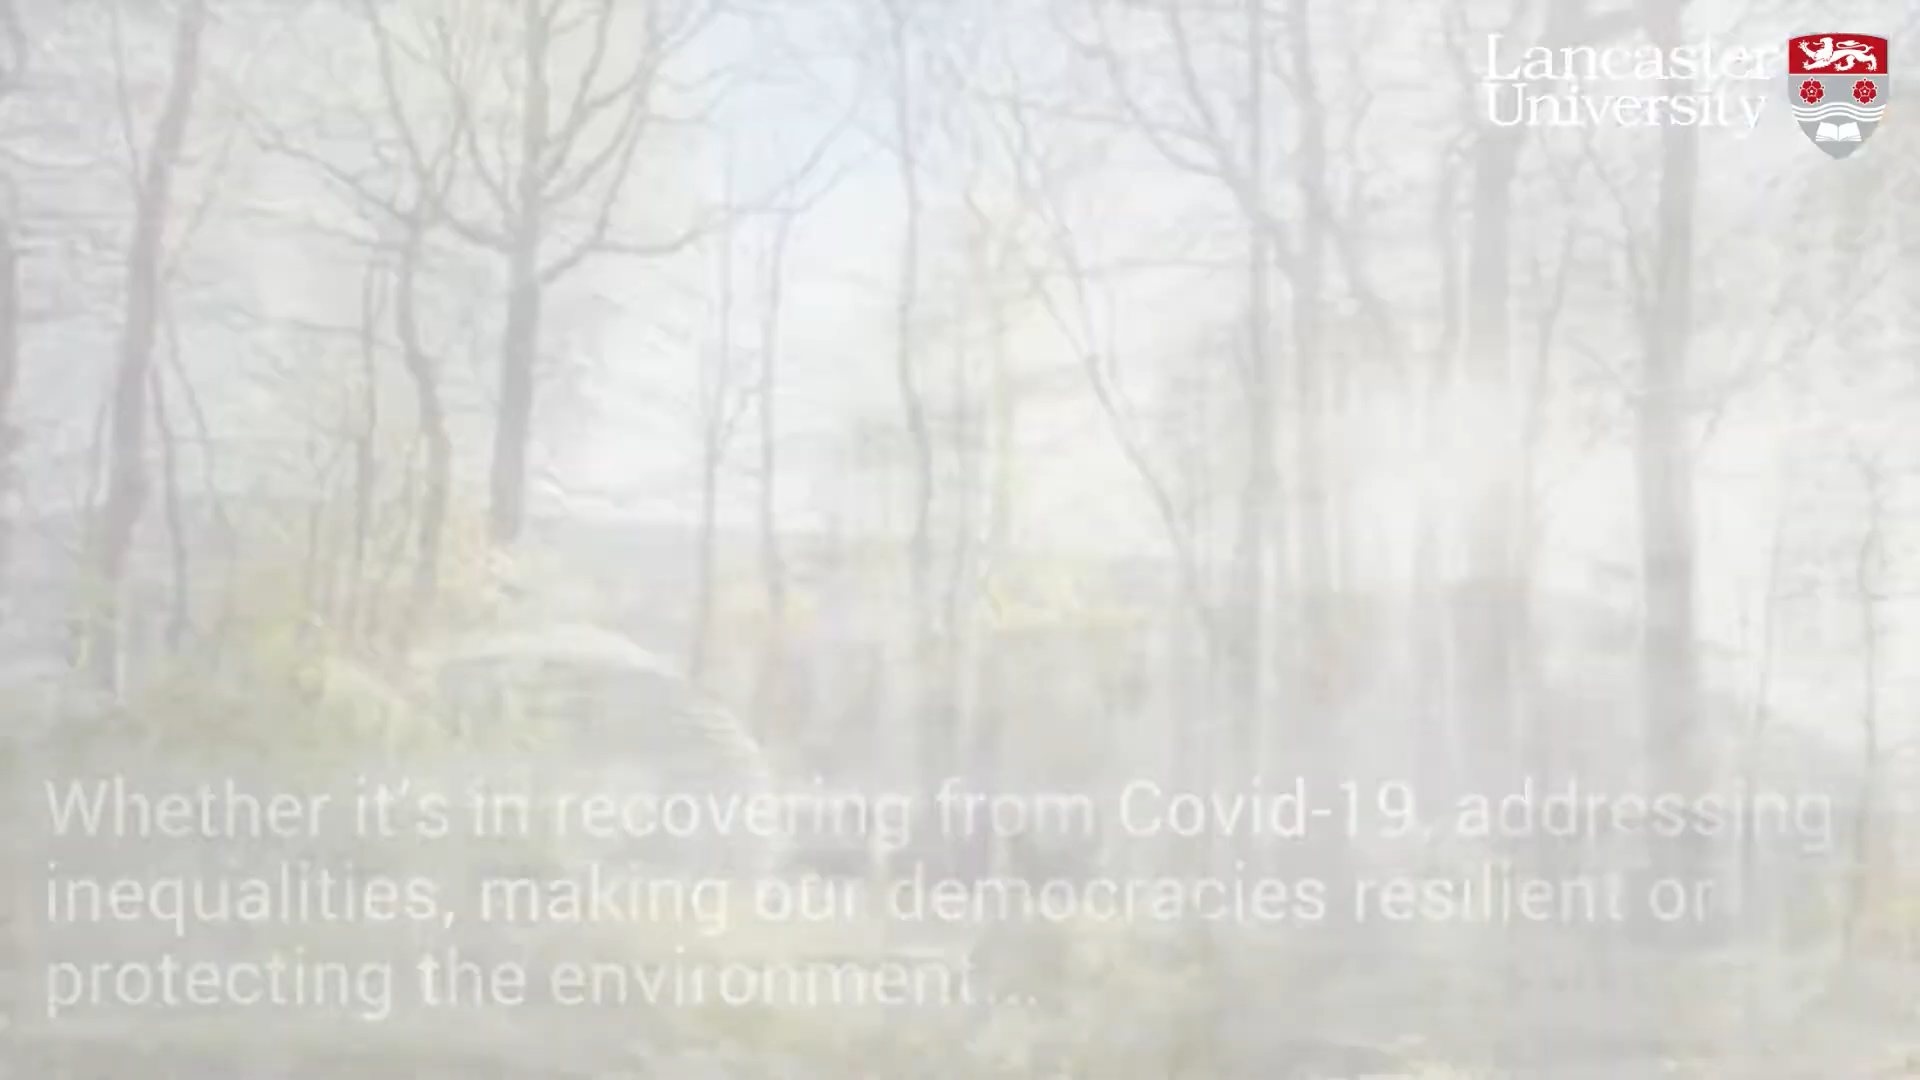 Lancaster
University
Whether it's in recovering from Covid-19, addressing
inequalities, making our democracies resilient or
protecting the environment...